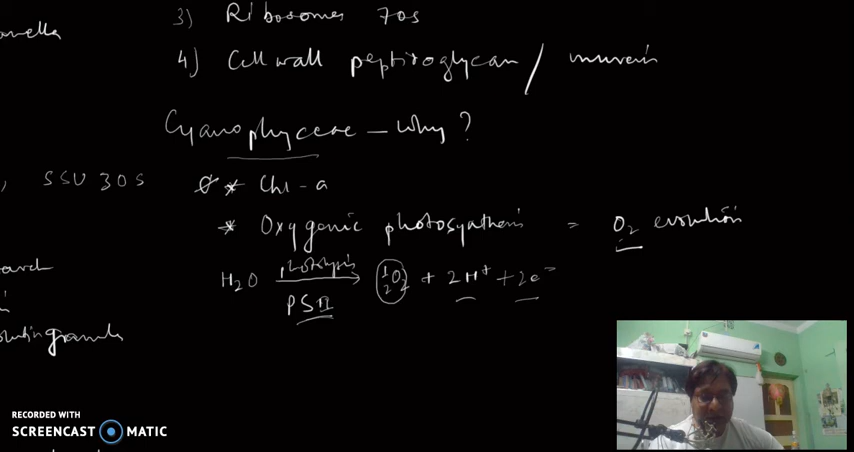 3) Ribosomes 70s
4) Cell wall peptidoglycan / murein
Cyanophyceae — why?
, SSU 30S * Chl-a
* Oxygenic photosynthesis = O2 evolution
H2O photolysis PS II → 1/2 O2 + 2H+ + 2e-
granules
RECORDED WITH
SCREENCAST MATIC